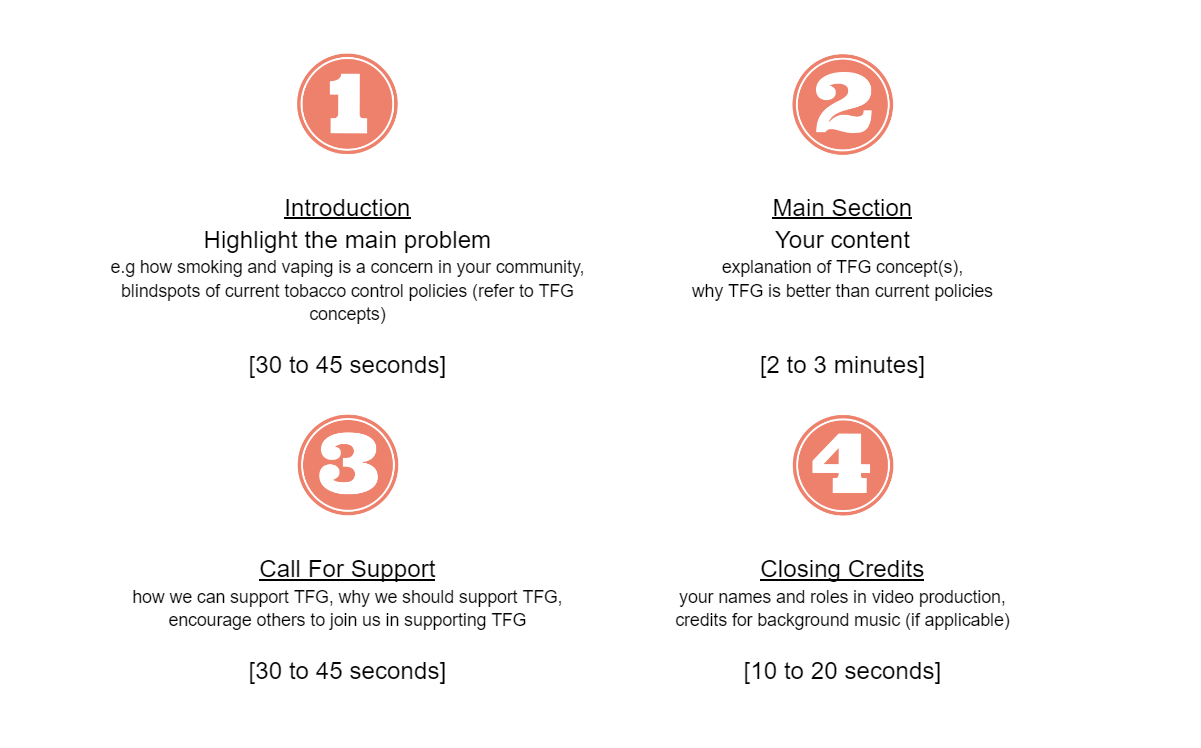 1
Introduction
Highlight the main problem
e.g how smoking and vaping is a concern in your community,
blindspots of current tobacco control policies (refer to TFG
concepts)
[30 to 45 seconds]
2
Main Section
Your content
explanation of TFG concept(s),
why TFG is better than current policies
[2 to 3 minutes]
3
Call For Support
how we can support TFG, why we should support TFG,
encourage others to join us in supporting TFG
[30 to 45 seconds]
4
Closing Credits
your names and roles in video production,
credits for background music (if applicable)
[10 to 20 seconds]